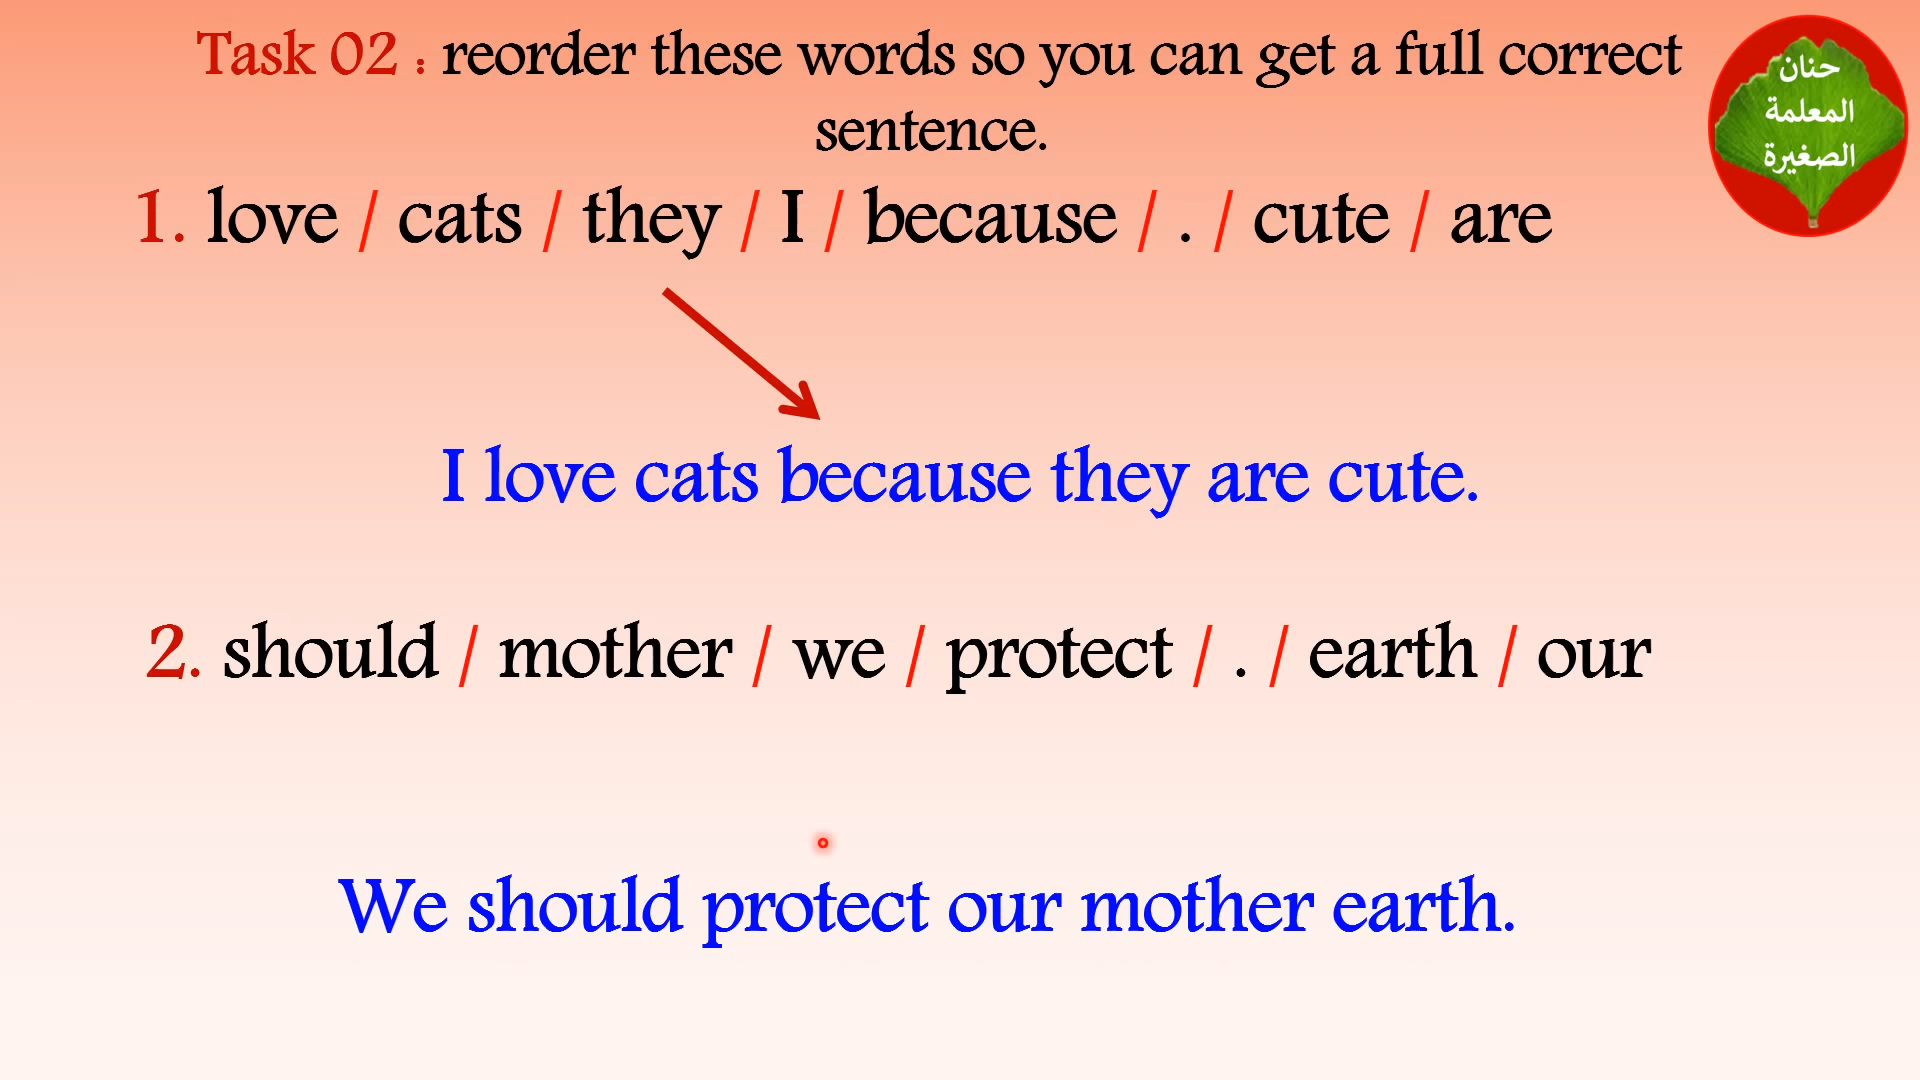 Task 02 : reorder these words so you can get a full correct
sentence.
حنان
المعلمة
الصغيرة
1. love / cats / they / I / because / . / cute / are
I love cats because they are cute.
2. should / mother / we / protect / . / earth / our
We should protect our mother earth.